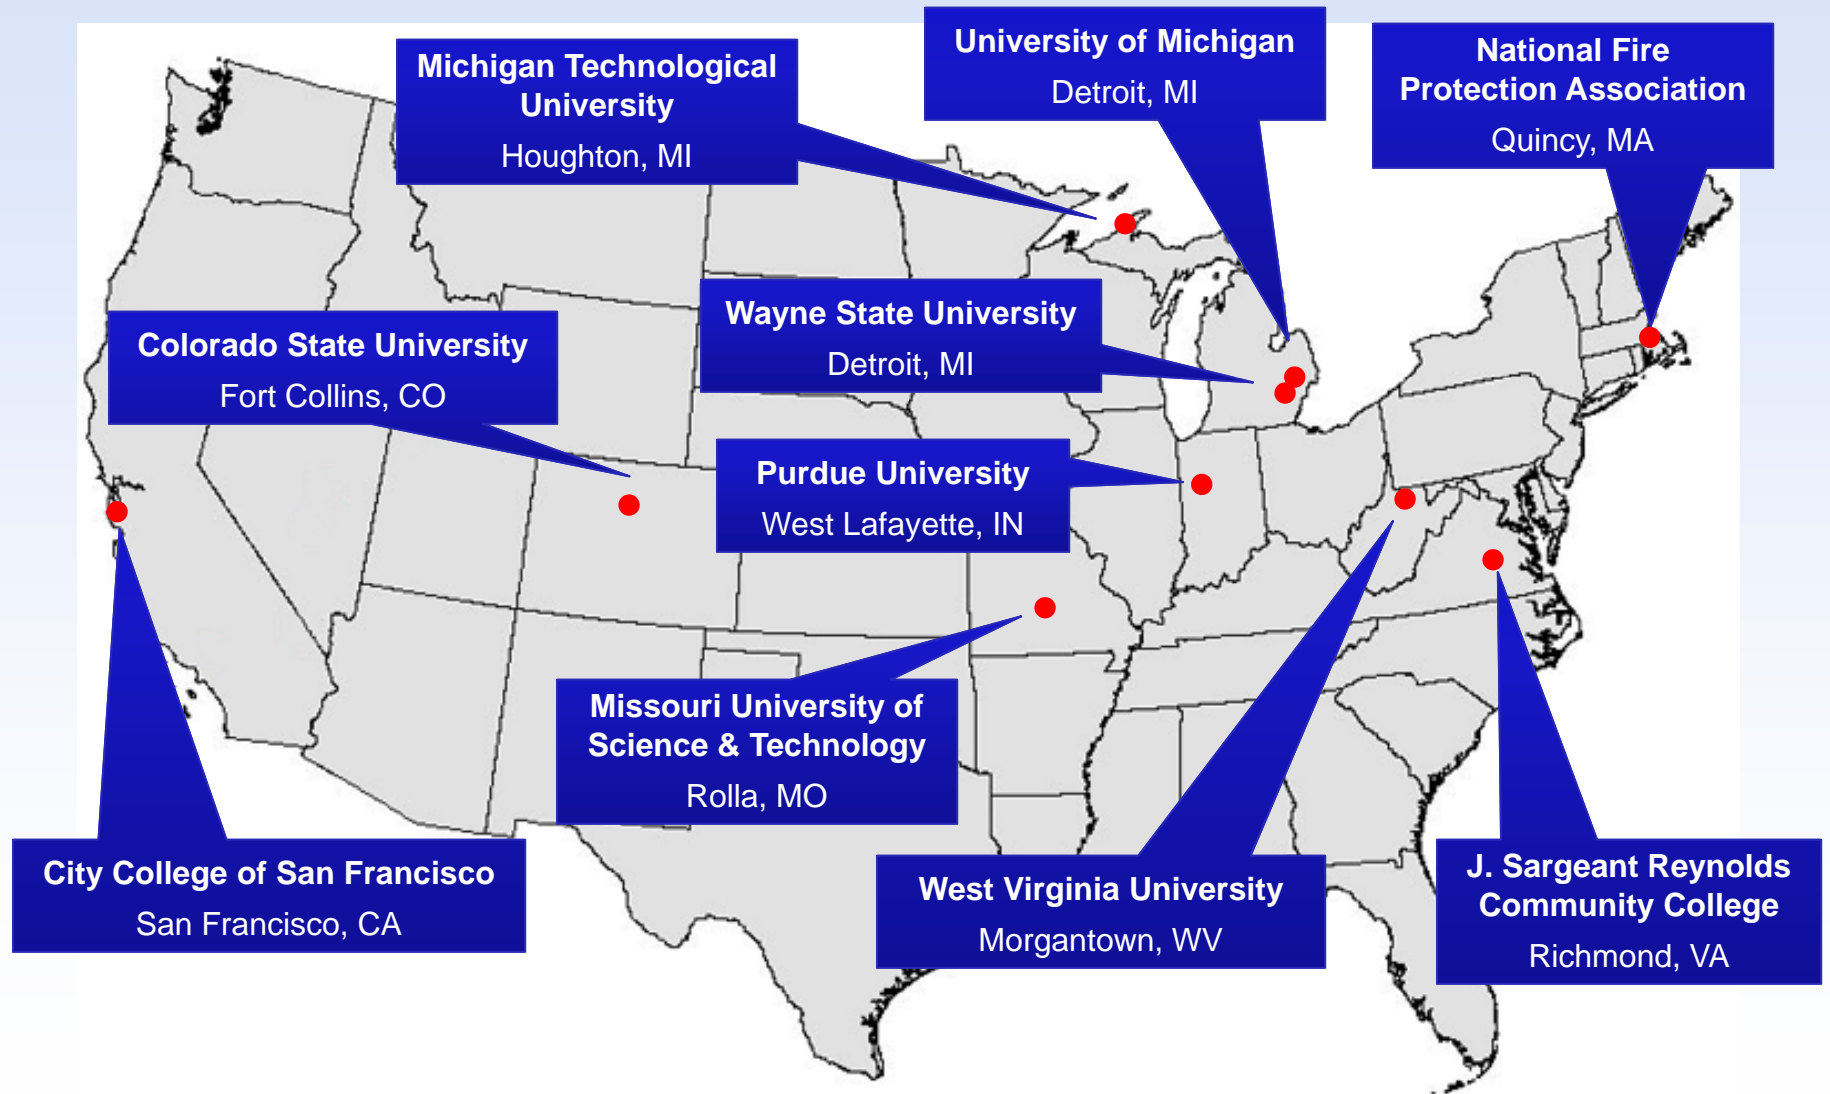 University of Michigan
Detroit, MI
National Fire
Protection Association
Quincy, MA
Michigan Technological
University
Houghton, MI
Wayne State University
Detroit, MI
Colorado State University
Fort Collins, CO
Purdue University
West Lafayette, IN
Missouri University of
Science & Technology
Rolla, MO
City College of San Francisco
San Francisco, CA
West Virginia University
Morgantown, WV
J. Sargeant Reynolds
Community College
Richmond, VA